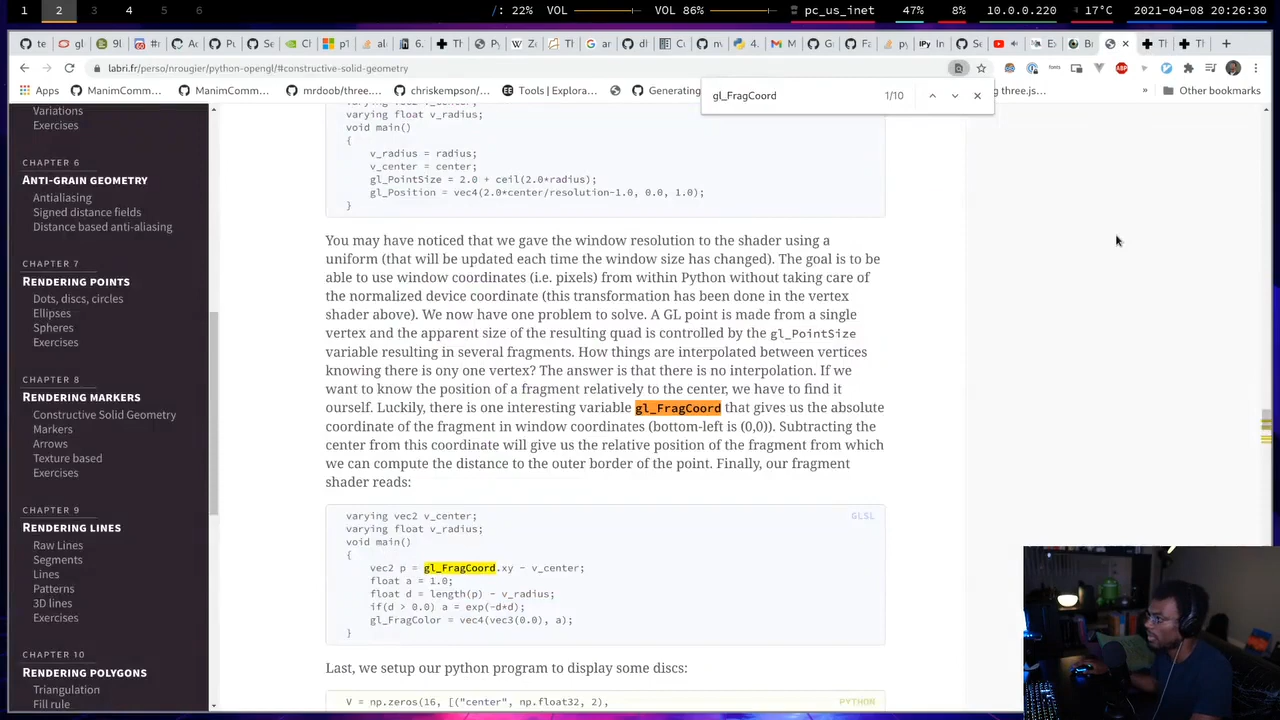 1 2 3 4 5 6 /: 22% VOL VOL 86% pc_us_inet 47% 8% 10.0.0.220 17°C 2021-04-08 20:26:30
labri.fr/perso/nrougier/python-opengl/#constructive-solid-geometry
Apps ManimComm... ManimComm... mrdoob/three.... chriskempson/... Tools | Explora... Generating ng three.js... » Other bookmarks
gl_FragCoord 1/10
Variations
Exercises
CHAPTER 6
ANTI-GRAIN GEOMETRY
Antialiasing
Signed distance fields
Distance based anti-aliasing
CHAPTER 7
RENDERING POINTS
Dots, discs, circles
Ellipses
Spheres
Exercises
CHAPTER 8
RENDERING MARKERS
Constructive Solid Geometry
Markers
Arrows
Texture based
Exercises
CHAPTER 9
RENDERING LINES
Raw Lines
Segments
Lines
Patterns
3D lines
Exercises
CHAPTER 10
RENDERING POLYGONS
Triangulation
Fill rule
varying float v_radius;
void main()
{
v_radius = radius;
v_center = center;
gl_PointSize = 2.0 + ceil(2.0*radius);
gl_Position = vec4(2.0*center/resolution-1.0, 0.0, 1.0);
}
You may have noticed that we gave the window resolution to the shader using a
uniform (that will be updated each time the window size has changed). The goal is to be
able to use window coordinates (i.e. pixels) from within Python without taking care of
the normalized device coordinate (this transformation has been done in the vertex
shader above). We now have one problem to solve. A GL point is made from a single
vertex and the apparent size of the resulting quad is controlled by the gl_PointSize
variable resulting in several fragments. How things are interpolated between vertices
knowing there is ony one vertex? The answer is that there is no interpolation. If we
want to know the position of a fragment relatively to the center, we have to find it
ourself. Luckily, there is one interesting variable gl_FragCoord that gives us the absolute
coordinate of the fragment in window coordinates (bottom-left is (0,0)). Subtracting the
center from this coordinate will give us the relative position of the fragment from which
we can compute the distance to the outer border of the point. Finally, our fragment
shader reads:
GLSL
varying vec2 v_center;
varying float v_radius;
void main()
{
vec2 p = gl_FragCoord.xy - v_center;
float a = 1.0;
float d = length(p) - v_radius;
if(d > 0.0) a = exp(-d*d);
gl_FragColor = vec4(vec3(0.0), a);
}
Last, we setup our python program to display some discs:
V = np.zeros(16, [("center", np.float32, 2), PYTHON